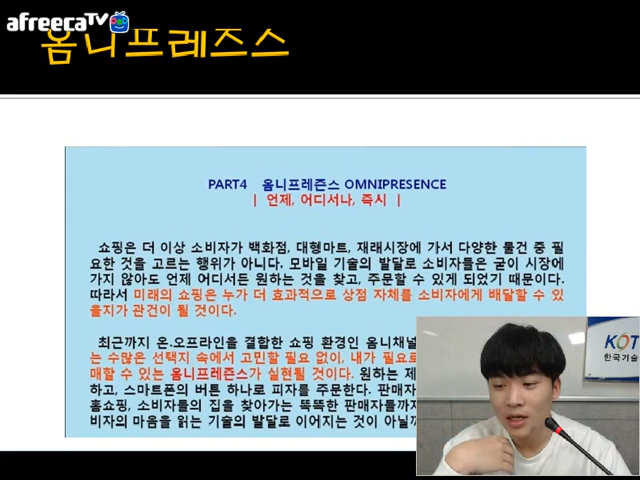 afreecaTV
옴니프레즌스
PART4 옴니프레즌스 OMNIPRESENCE
| 언제, 어디서나, 즉시 |
쇼핑은 더 이상 소비자가 백화점, 대형마트, 재래시장에 가서 다양한 물건 중 필
요한 것을 고르는 행위가 아니다. 모바일 기술의 발달로 소비자들은 굳이 시장에
가지 않아도 언제 어디서든 원하는 것을 찾고, 주문할 수 있게 되었기 때문이다.
따라서 미래의 쇼핑은 누가 더 효과적으로 상점 자체를 소비자에게 배달할 수 있
을지가 관건이 될 것이다.
최근까지 온.오프라인을 결합한 쇼핑 환경인 옴니채널
는 수많은 선택지 속에서 고민할 필요 없이, 내가 필요로
매할 수 있는 옴니프레즌스가 실현될 것이다. 원하는 제
하고, 스마트폰의 버튼 하나로 피자를 주문한다. 판매자
홈쇼핑, 소비자들의 집을 찾아가는 똑똑한 판매자들까지
비자의 마음을 읽는 기술의 발달로 이어지는 것이 아닐까
KOT
한국기술